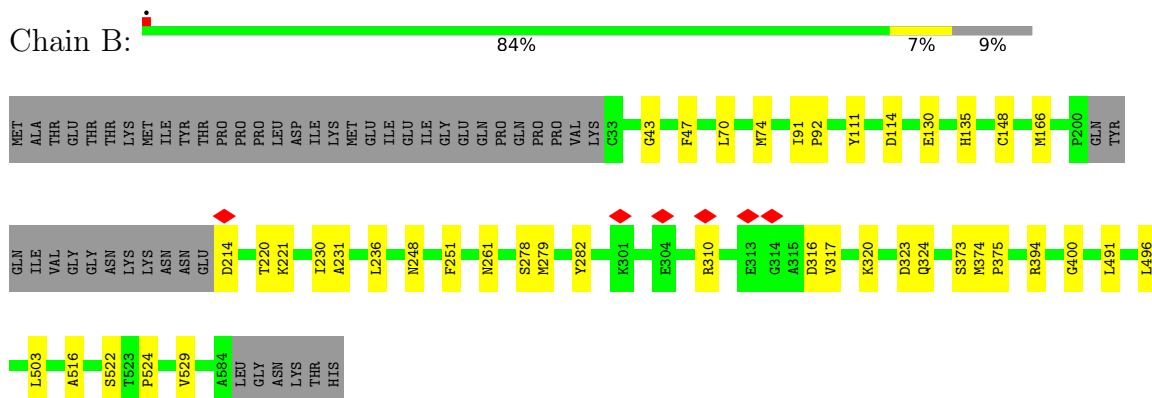 Chain B: 84% 7% 9%
MET ALA THR GLU THR THR LYS MET ILE TYR THR PRO PRO PRO LEU ASP ILE LYS MET GLU ILE GLU ILE GLY GLU GLN PRO GLN PRO PRO VAL LYS C33 G43 F47 L70 M74 I91 P92 Y111 D114 E130 H135 C148 M166 P200 GLN TYR
GLN ILE VAL GLY GLY ASN LYS LYS ASN ASN GLU D214 T220 K221 I230 A231 L236 N248 F251 N261 S278 M279 Y282 K301 E304 R310 E313 G314 A315 D316 V317 K320 D323 Q324 S373 M374 P375 R394 G400 L491 L496
L503 A516 S522 T523 P524 V529 A584 LEU GLY ASN LYS THR HIS